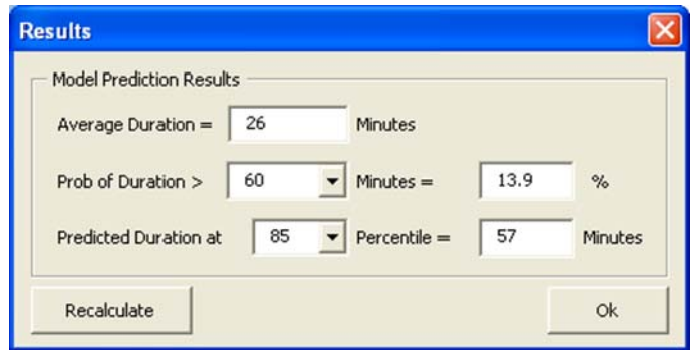 Results
Model Prediction Results
Average Duration = 26 Minutes
Prob of Duration > 60 Minutes = 13.9 %
Predicted Duration at 85 Percentile = 57 Minutes
Recalculate Ok